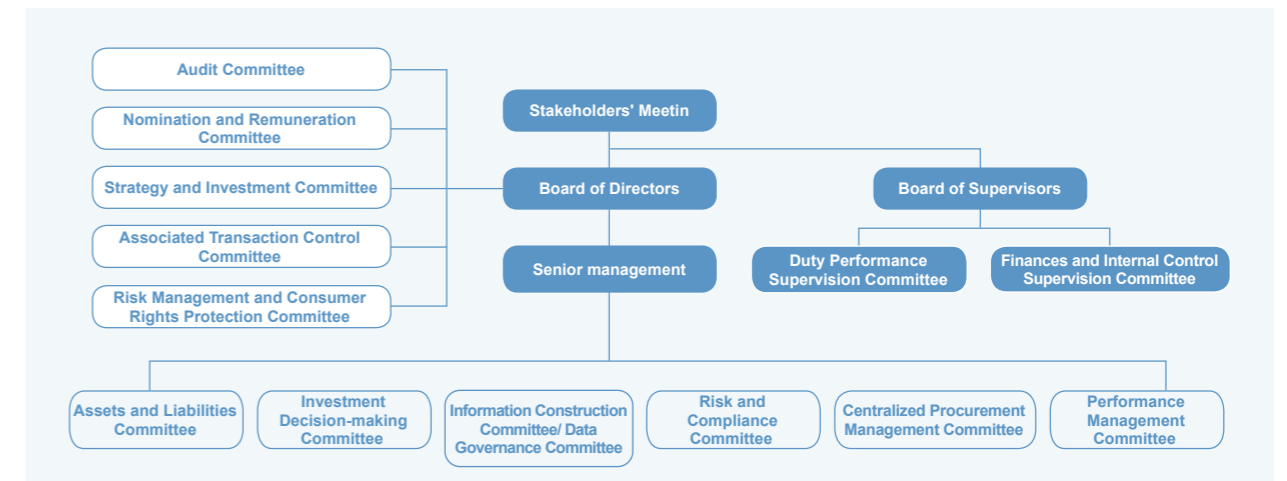 Audit Committee
Nomination and Remuneration
Committee
Strategy and Investment Committee
Associated Transaction Control
Committee
Risk Management and Consumer
Rights Protection Committee
Stakeholders' Meetin
Board of Directors
Board of Supervisors
Senior management
Duty Performance
Supervision Committee
Finances and Internal Control
Supervision Committee
Assets and Liabilities
Committee
Investment
Decision-making
Committee
Information Construction
Committee/ Data
Governance Committee
Risk and
Compliance
Committee
Centralized Procurement
Management Committee
Performance
Management
Committee